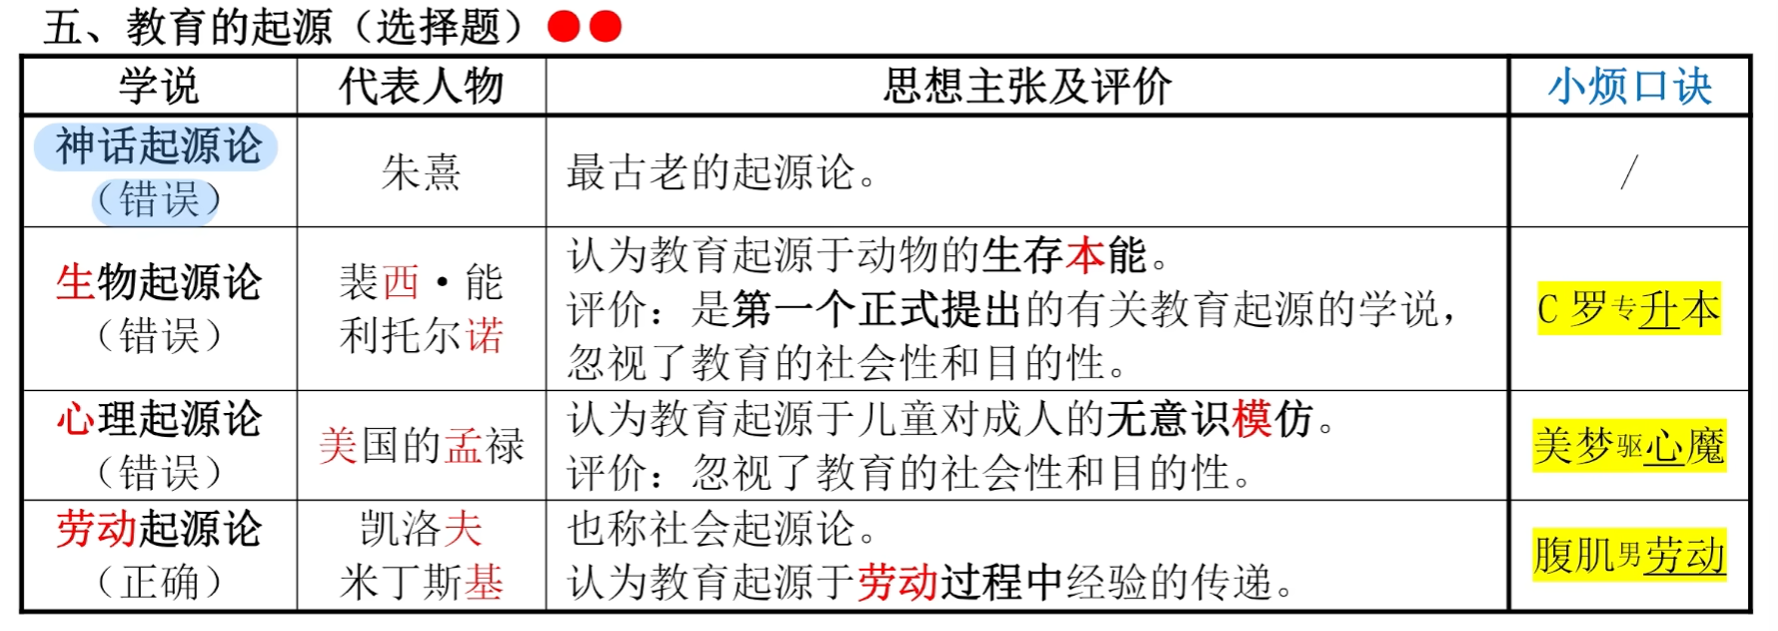 五、教育的起源（选择题）
学说 代表人物 思想主张及评价 小烦口诀
神话起源论
（错误）
朱熹
最古老的起源论。
/
生物起源论
（错误）
裴西·能
利托尔诺
认为教育起源于动物的生存本能。
评价：是第一个正式提出的有关教育起源的学说，
忽视了教育的社会性和目的性。
C 罗专升本
心理起源论
（错误）
美国的孟禄
认为教育起源于儿童对成人的无意识模仿。
评价：忽视了教育的社会性和目的性。
美梦驱心魔
劳动起源论
（正确）
凯洛夫
米丁斯基
也称社会起源论。
认为教育起源于劳动过程中经验的传递。
腹肌男劳动